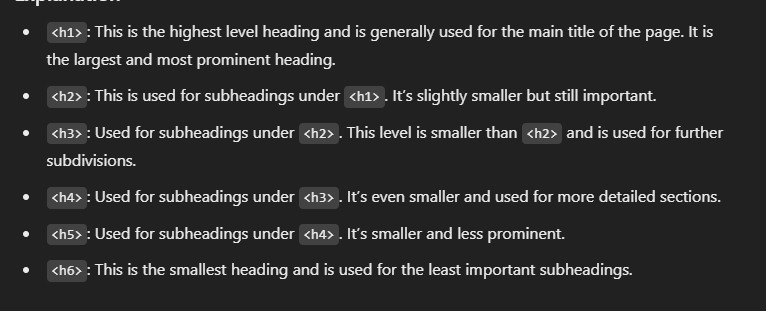 <h1> : This is the highest level heading and is generally used for the main title of the page. It is
the largest and most prominent heading.
<h2> : This is used for subheadings under <h1> . It’s slightly smaller but still important.
<h3> : Used for subheadings under <h2> . This level is smaller than <h2> and is used for further
subdivisions.
<h4> : Used for subheadings under <h3> . It’s even smaller and used for more detailed sections.
<h5> : Used for subheadings under <h4> . It’s smaller and less prominent.
<h6> : This is the smallest heading and is used for the least important subheadings.